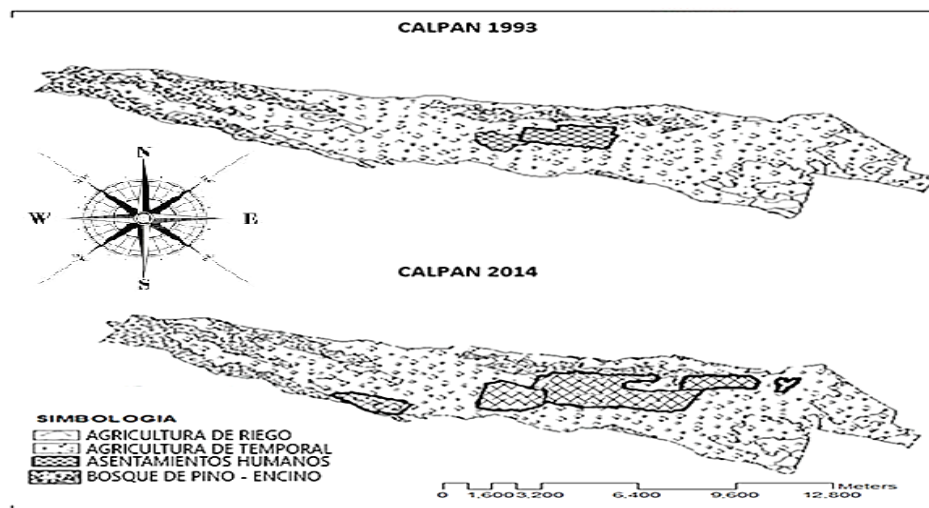 CALPAN 1993
N
W E
S
CALPAN 2014
SIMBOLOGIA
AGRICULTURA DE RIEGO
AGRICULTURA DE TEMPORAL
ASENTAMIENTOS HUMANOS
BOSQUE DE PINO - ENCINO
Meters
0 1,600 3,200 6,400 9,600 12,800